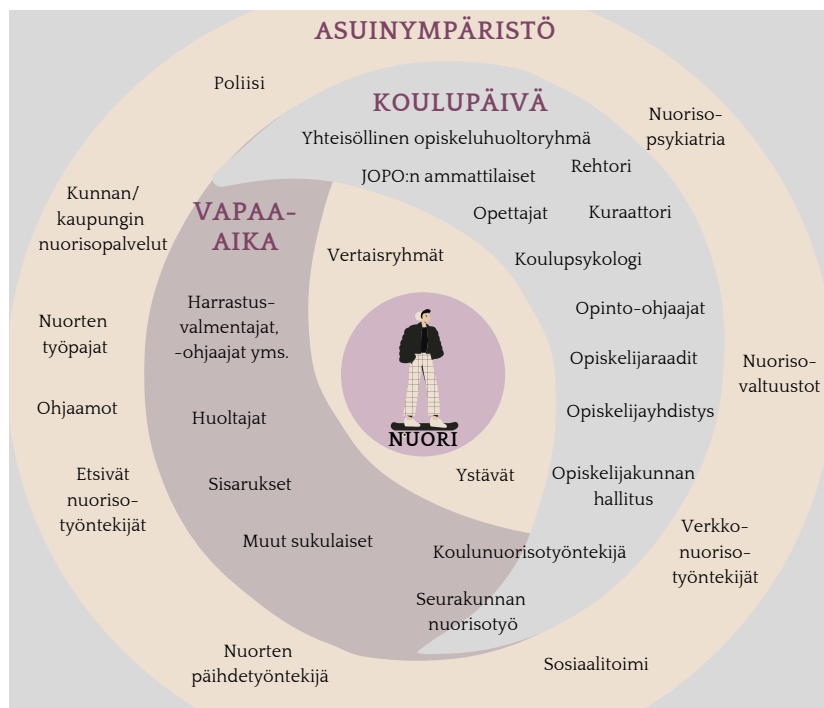 ASUINYMPÄRISTÖ
Poliisi
KOULUPÄIVÄ
Nuoriso-
psykiatria
Yhteisöllinen opiskeluhuoltoryhmä
JOPO:n ammattilaiset
Rehtori
Kunnan/
kaupungin
nuorisopalvelut
VAPAA-
AIKA
Opettajat
Kuraattori
Vertaisryhmät
Koulupsykologi
Harrastus-
valmentajat,
-ohjaajat yms.
Opinto-ohjaajat
Nuorten
työpajat
Opiskelijaraadit
Nuoriso-
valtuustot
Ohjaamot
Huoltajat
Opiskelijayhdistys
NUORI
Etsivät
nuoriso-
työntekijät
Sisarukset
Ystävät
Opiskelijakunnan
hallitus
Muut sukulaiset
Koulunuorisotyöntekijä
Verkko-
nuoriso-
työntekijät
Seurakunnan
nuorisotyö
Nuorten
päihdetyöntekijä
Sosiaalitoimi